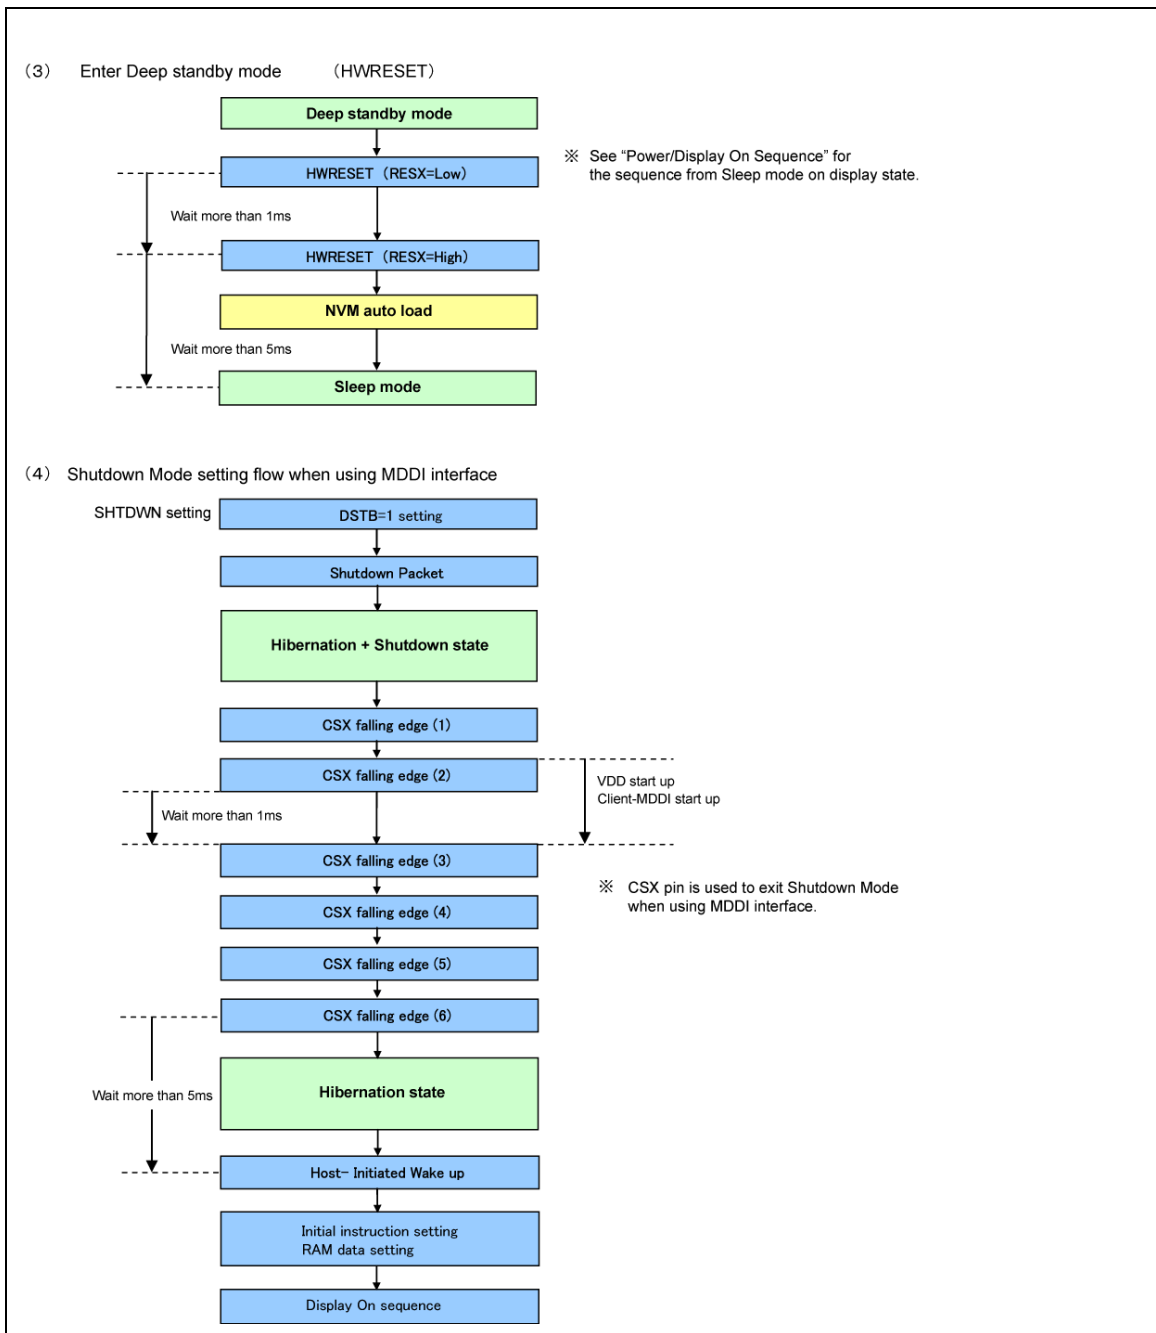 (3) Enter Deep standby mode (HWRESET)
Deep standby mode
※ See “Power/Display On Sequence” for
the sequence from Sleep mode on display state.
HWRESET (RESX=Low)
Wait more than 1ms
HWRESET (RESX=High)
NVM auto load
Wait more than 5ms
Sleep mode
(4) Shutdown Mode setting flow when using MDDI interface
SHTDWN setting
DSTB=1 setting
Shutdown Packet
Hibernation + Shutdown state
CSX falling edge (1)
CSX falling edge (2)
VDD start up
Client-MDDI start up
Wait more than 1ms
CSX falling edge (3)
※ CSX pin is used to exit Shutdown Mode
when using MDDI interface.
CSX falling edge (4)
CSX falling edge (5)
CSX falling edge (6)
Hibernation state
Wait more than 5ms
Host- Initiated Wake up
Initial instruction setting
RAM data setting
Display On sequence